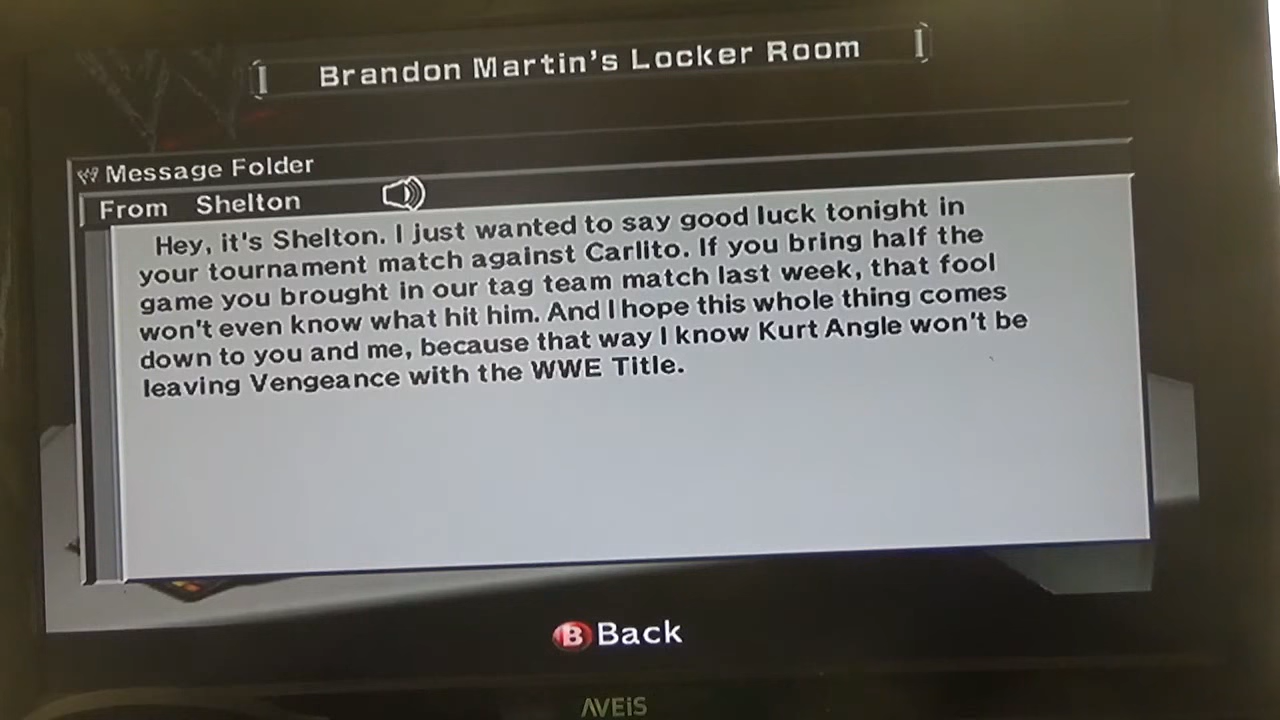 Brandon Martin's Locker Room
Message Folder
From Shelton
Hey, it's Shelton. I just wanted to say good luck tonight in
your tournament match against Carlito. If you bring half the
game you brought in our tag team match last week, that fool
won't even know what hit him. And I hope this whole thing comes
down to you and me, because that way I know Kurt Angle won't be
leaving Vengeance with the WWE Title.
B Back
AVEiS